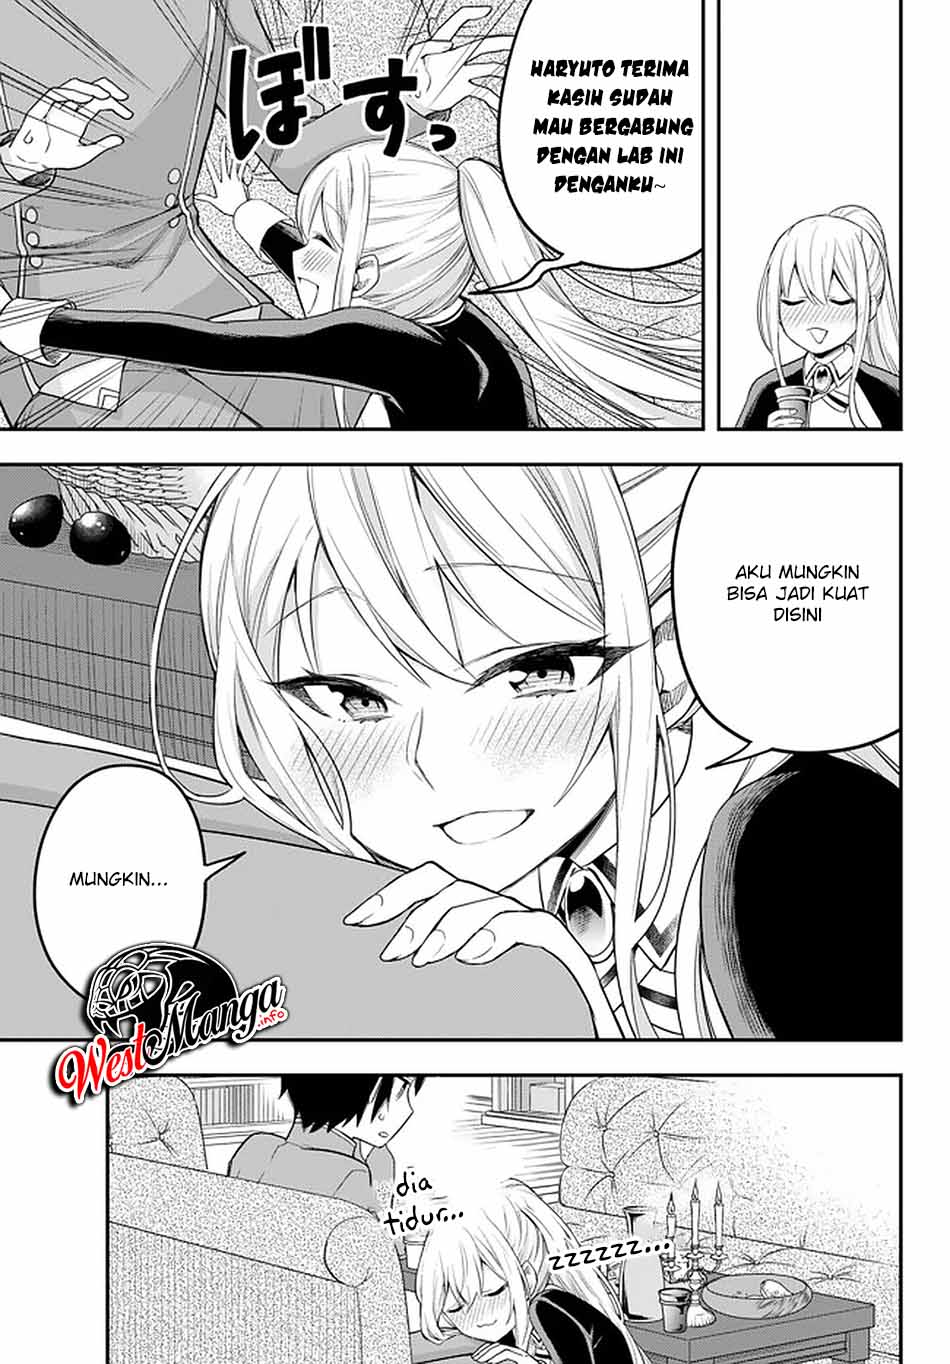 HARYUTO TERIMA
KASIH SUDAH
MAU BERGABUNG
DENGAN LAB INI
DENGANKU~
ぼすっ
AKU MUNGKIN
BISA JADI KUAT
DISINI
MUNGKIN...
WestManga
.info
dia
tidur...
zzzzzz...